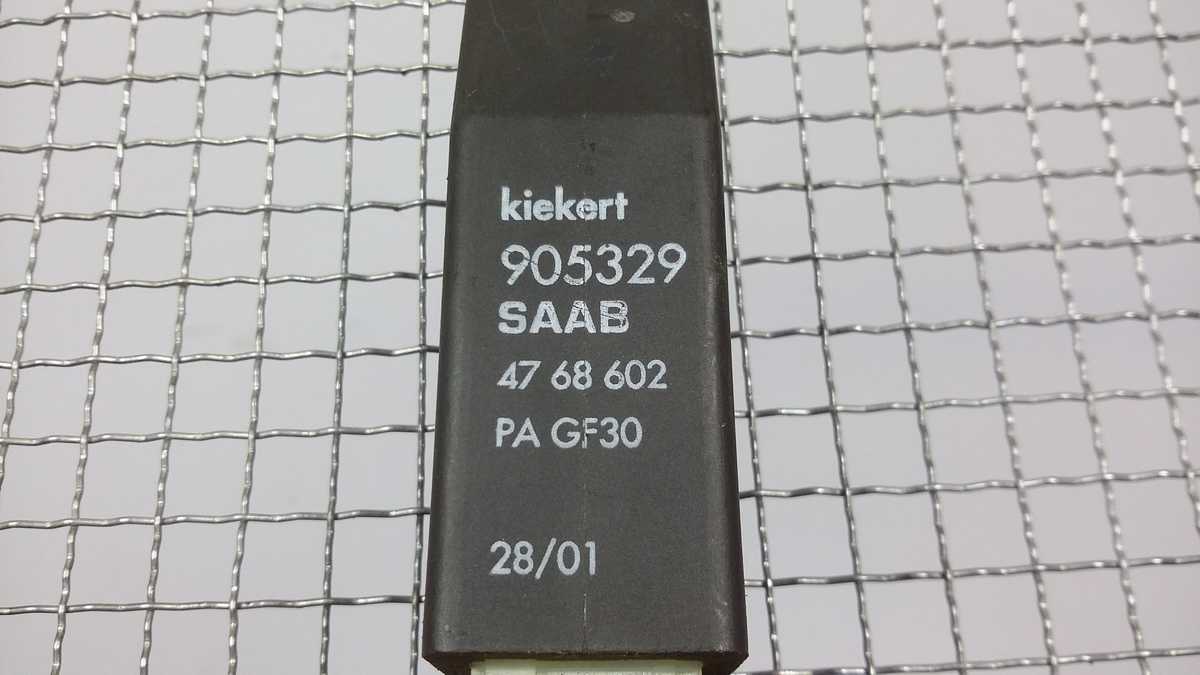 kiekert
905329
SAAB
47 68 602
PA GF30
28/01